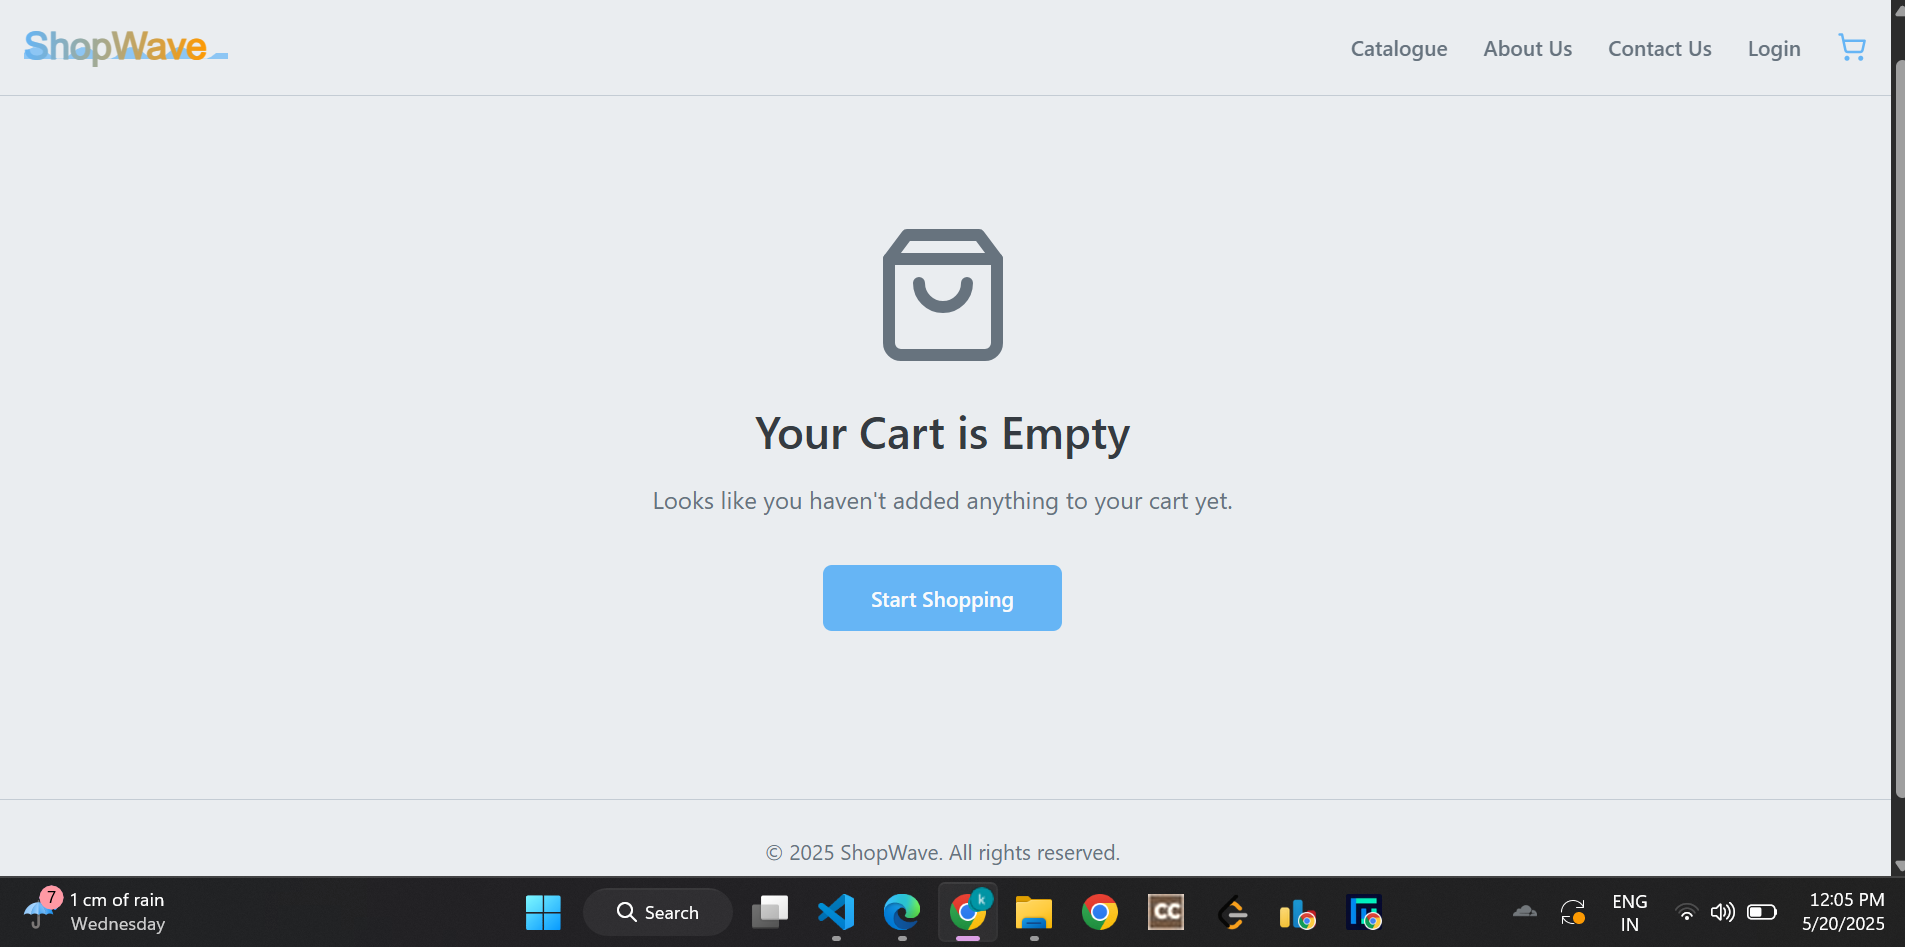 ShopWave
Catalogue About Us Contact Us Login
Your Cart is Empty
Looks like you haven't added anything to your cart yet.
Start Shopping
© 2025 ShopWave. All rights reserved.
7
1 cm of rain
Wednesday
Search
k
CC
ENG
IN
12:05 PM
5/20/2025